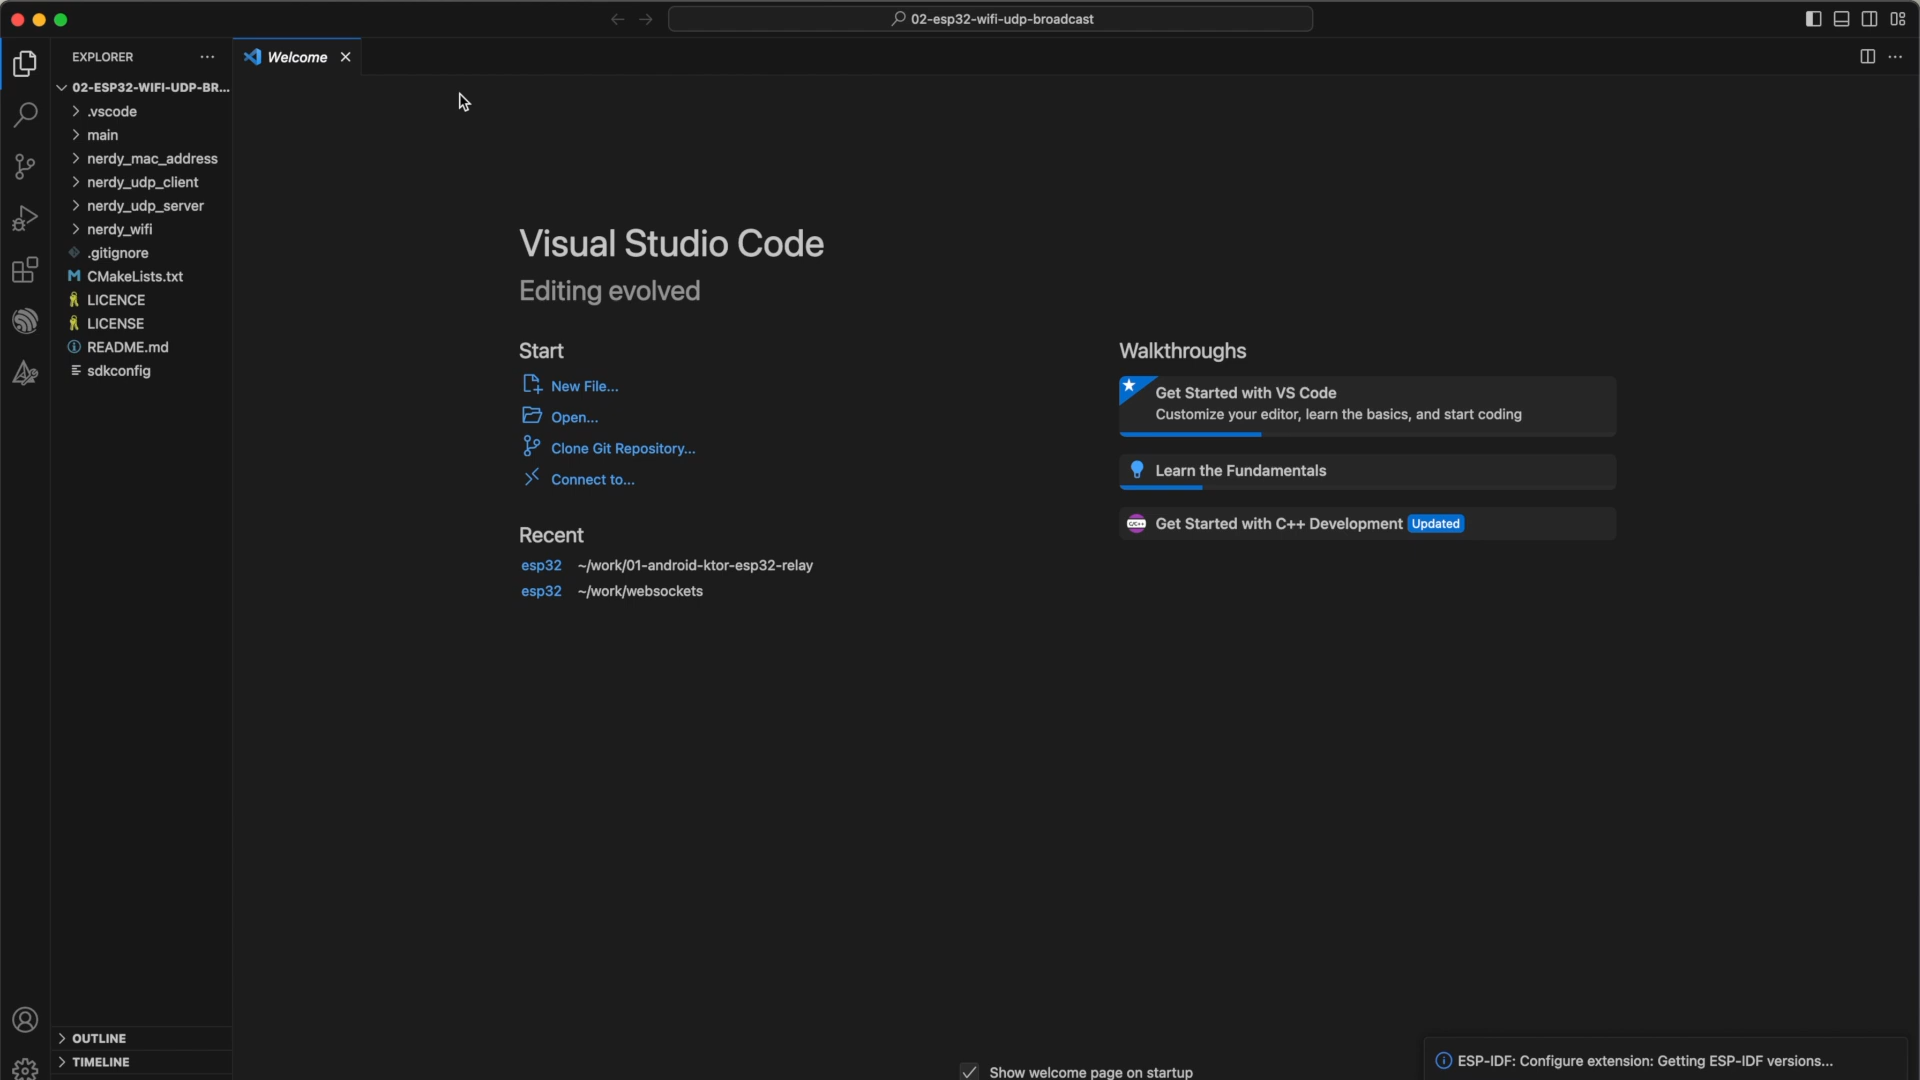 02-esp32-wifi-udp-broadcast
EXPLORER
Welcome
02-ESP32-WIFI-UDP-BR...
.vscode
main
nerdy_mac_address
nerdy_udp_client
nerdy_udp_server
nerdy_wifi
.gitignore
CMakeLists.txt
LICENCE
LICENSE
README.md
sdkconfig
OUTLINE
TIMELINE
Visual Studio Code
Editing evolved
Start
New File...
Open...
Clone Git Repository...
Connect to...
Recent
esp32 ~/work/01-android-ktor-esp32-relay
esp32 ~/work/websockets
Walkthroughs
Get Started with VS Code
Customize your editor, learn the basics, and start coding
Learn the Fundamentals
C/C++ Get Started with C++ Development Updated
Show welcome page on startup
ESP-IDF: Configure extension: Getting ESP-IDF versions...